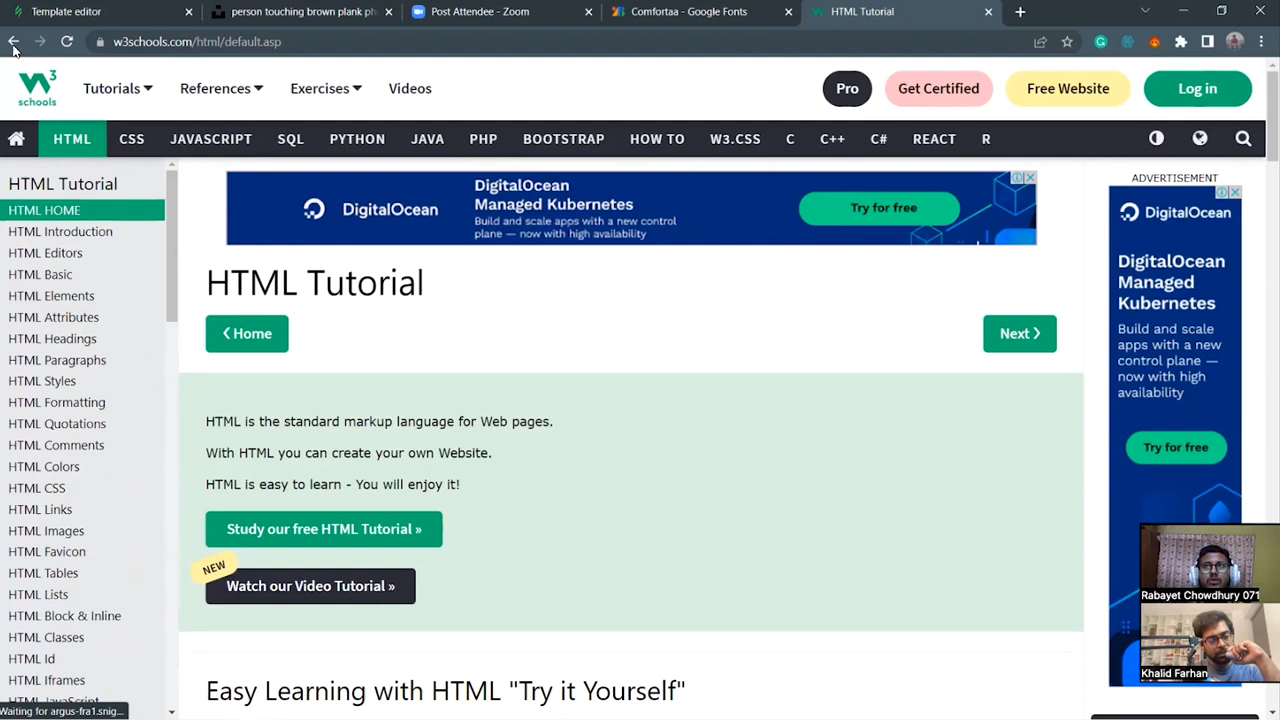 Template editor
person touching brown plank ph
Post Attendee - Zoom
Comfortaa - Google Fonts
HTML Tutorial
w3schools.com/html/default.asp
W3
schools
Tutorials
References
Exercises
Videos
Pro
Get Certified
Free Website
Log in
HTML
CSS
JAVASCRIPT
SQL
PYTHON
JAVA
PHP
BOOTSTRAP
HOW TO
W3.CSS
C
C++
C#
REACT
R
HTML Tutorial
HTML HOME
HTML Introduction
HTML Editors
HTML Basic
HTML Elements
HTML Attributes
HTML Headings
HTML Paragraphs
HTML Styles
HTML Formatting
HTML Quotations
HTML Comments
HTML Colors
HTML CSS
HTML Links
HTML Images
HTML Favicon
HTML Tables
HTML Lists
HTML Block & Inline
HTML Classes
HTML Id
HTML Iframes
HTML JavaScript
Waiting for argus-fra1.snig...
DigitalOcean
DigitalOcean
Managed Kubernetes
Build and scale apps with a new control
plane — now with high availability
Try for free
HTML Tutorial
❮ Home
Next ❯
HTML is the standard markup language for Web pages.
With HTML you can create your own Website.
HTML is easy to learn - You will enjoy it!
Study our free HTML Tutorial »
NEW
Watch our Video Tutorial »
Easy Learning with HTML "Try it Yourself"
ADVERTISEMENT
DigitalOcean
DigitalOcean
Managed
Kubernetes
Build and scale
apps with a new
control plane —
now with high
availability
Try for free
Rabayet Chowdhury 071
Khalid Farhan